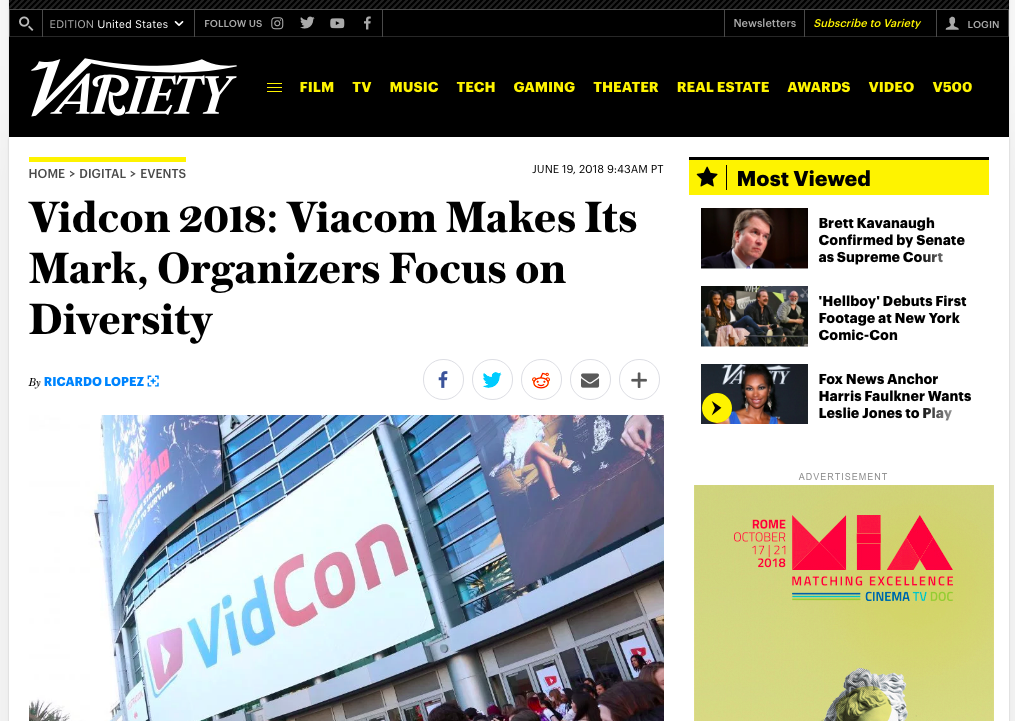 EDITION United States
FOLLOW US
Newsletters
Subscribe to Variety
LOGIN
VARIETY
FILM TV MUSIC TECH GAMING THEATER REAL ESTATE AWARDS VIDEO V500
HOME > DIGITAL > EVENTS
JUNE 19, 2018 9:43AM PT
Vidcon 2018: Viacom Makes Its
Mark, Organizers Focus on
Diversity
By RICARDO LOPEZ
VidCon
Most Viewed
Brett Kavanaugh
Confirmed by Senate
as Supreme Court
'Hellboy' Debuts First
Footage at New York
Comic-Con
VARIETY
Fox News Anchor
Harris Faulkner Wants
Leslie Jones to Play
ADVERTISEMENT
ROME
OCTOBER
17 | 21
2018
MIA
MATCHING EXCELLENCE
CINEMA TV DOC